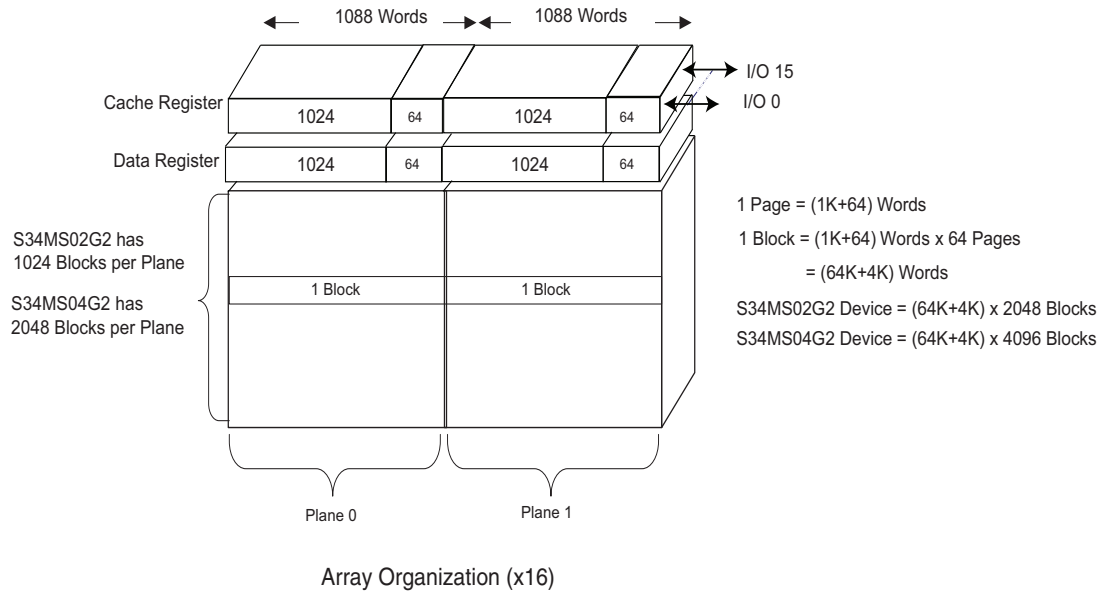 1088 Words 1088 Words
I/O 15
I/O 0
Cache Register
1024 64 1024 64
Data Register
1024 64 1024 64
S34MS02G2 has
1024 Blocks per Plane
S34MS04G2 has
2048 Blocks per Plane
1 Block 1 Block
1 Page = (1K+64) Words
1 Block = (1K+64) Words x 64 Pages
= (64K+4K) Words
S34MS02G2 Device = (64K+4K) x 2048 Blocks
S34MS04G2 Device = (64K+4K) x 4096 Blocks
Plane 0 Plane 1
Array Organization (x16)